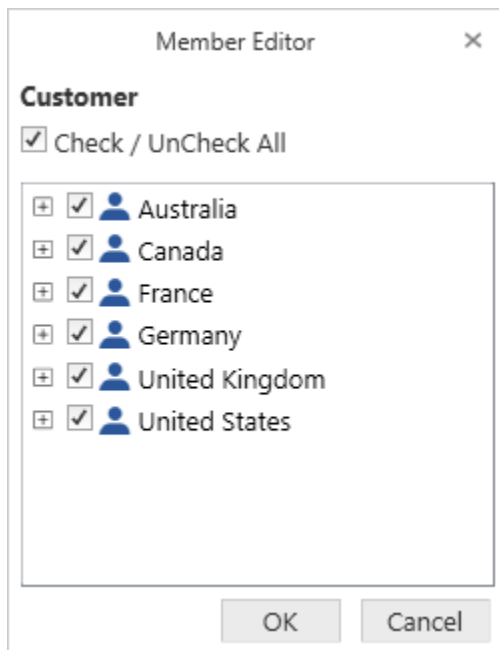 Member Editor
Customer
Check / UnCheck All
Australia
Canada
France
Germany
United Kingdom
United States
OK Cancel